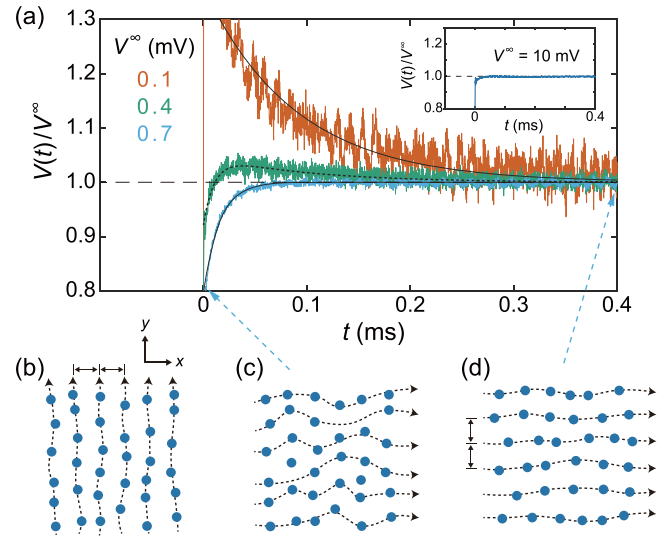 (a)
V(t)/V∞
1.3
1.2
1.1
1.0
0.9
0.8
V∞ (mV)
0.1
0.4
0.7
V(t)/V∞
1.2
1.0
0.8
V∞ = 10 mV
0
0.4
t (ms)
0
0.1
0.2
0.3
0.4
t (ms)
(b)
y
x
(c)
(d)